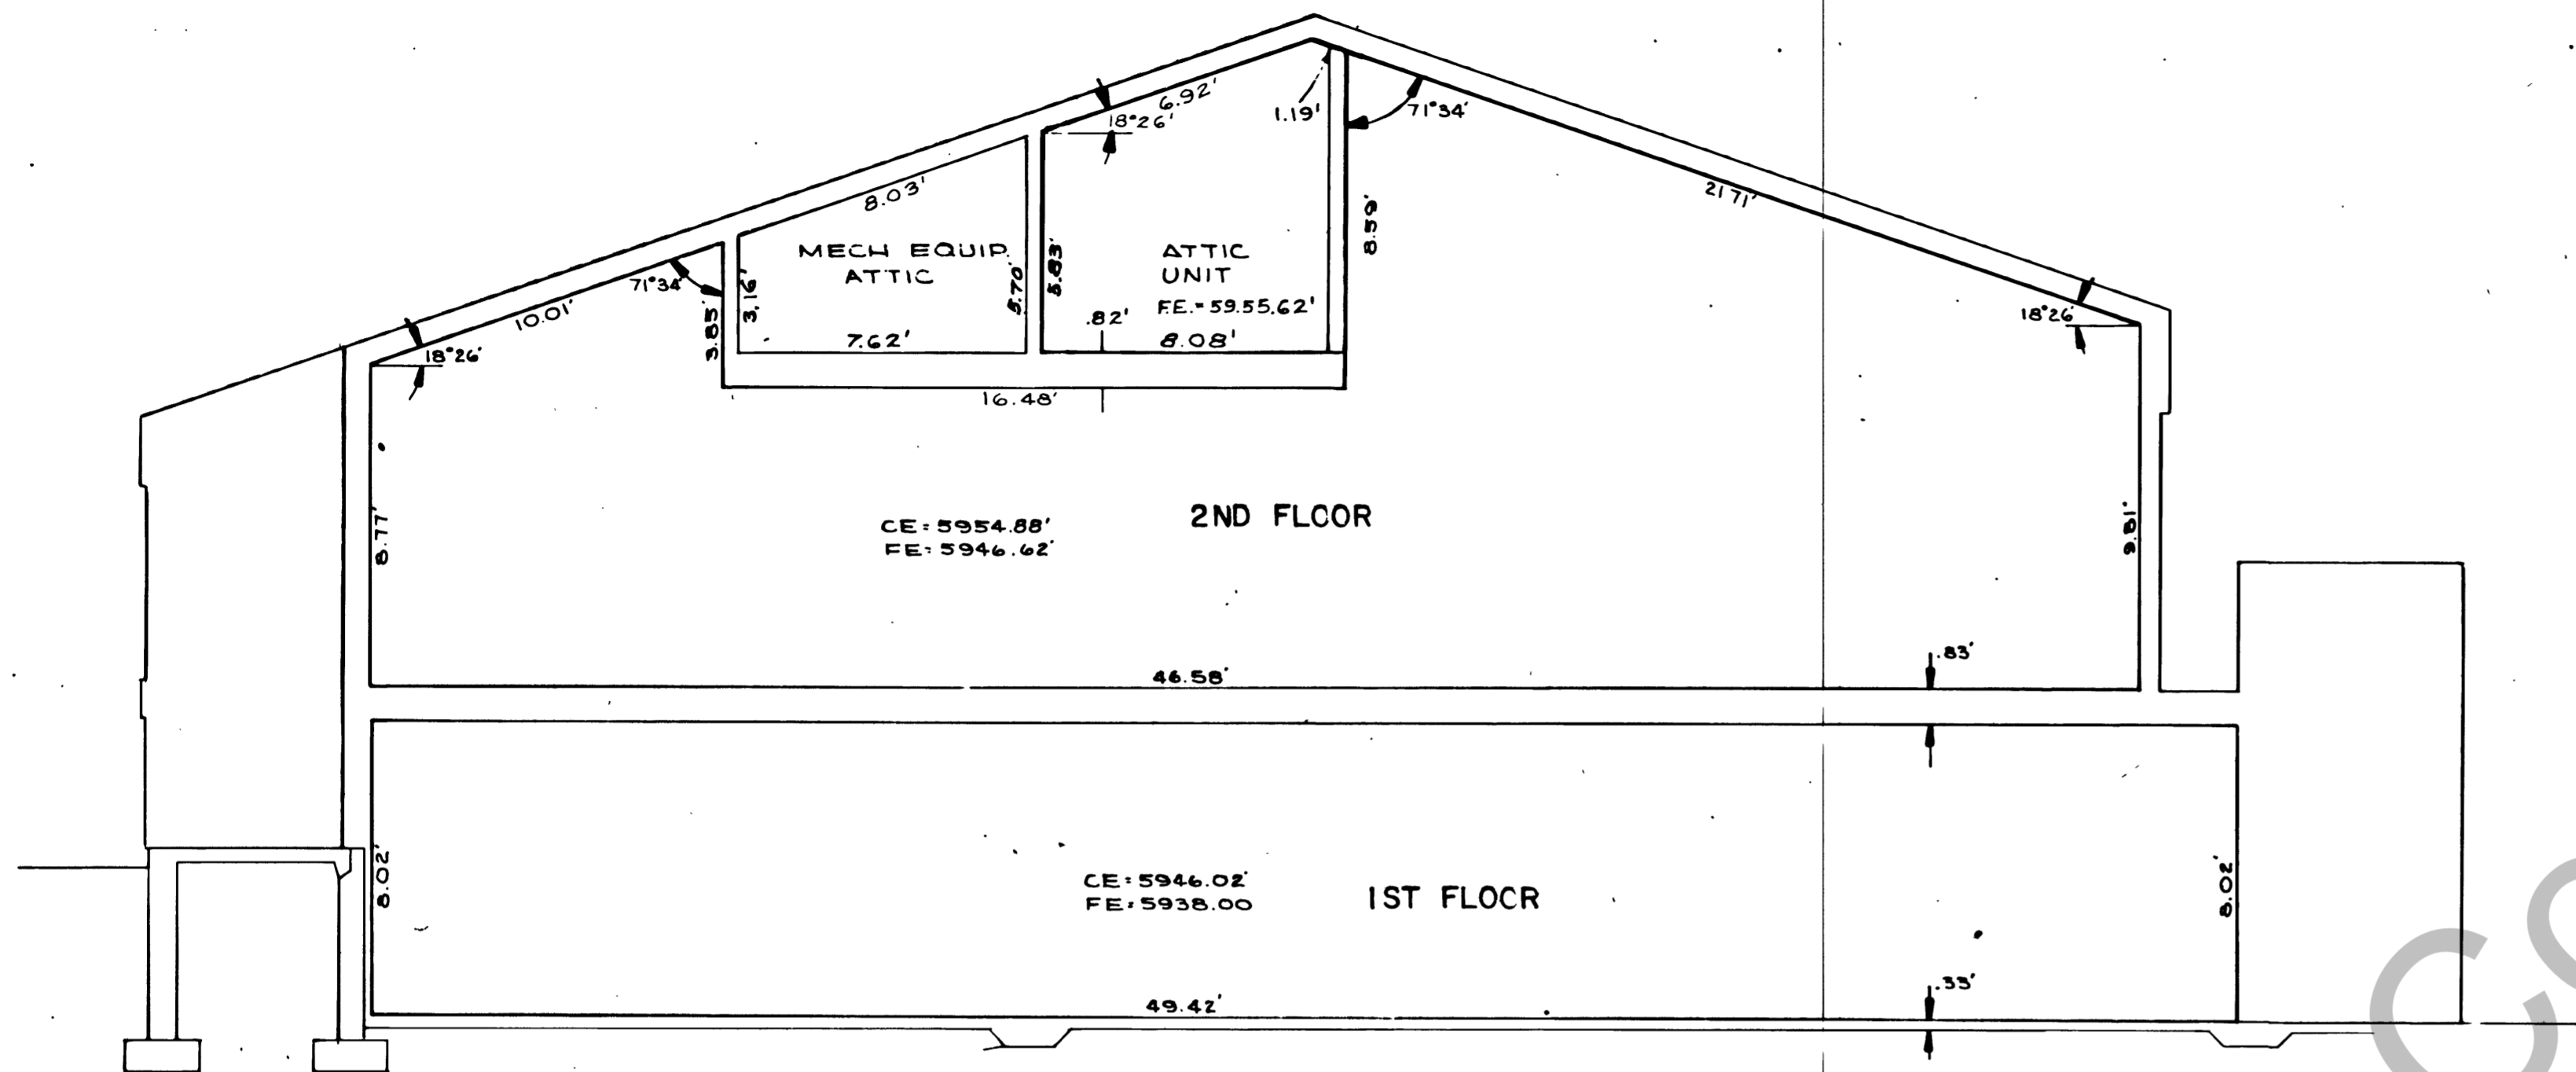 6.92'
18°26'
1.19'
71°34'
8.03'
21.71'
MECH EQUIP.
ATTIC
ATTIC
UNIT
F.E.=59.55.62'
8.59'
71°34'
3.85'
3.16'
5.70'
5.83'
10.01'
18°26'
7.62'
.82'
8.08'
18°26'
16.48'
8.77'
CE=5954.88'
FE=5946.62'
2ND FLOOR
9.81'
46.58'
.83'
8.02'
CE=5946.02'
FE=5938.00
1ST FLOOR
8.02'
49.42'
.33'